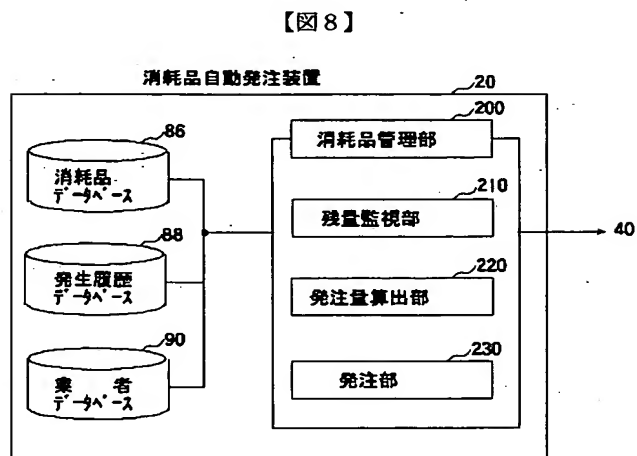 【図8】
消耗品自動発注装置
20
86
消耗品
データベース
88
発生履歴
データベース
90
業者
データベース
200
消耗品管理部
210
残量監視部
220
発注量算出部
230
発注部
40